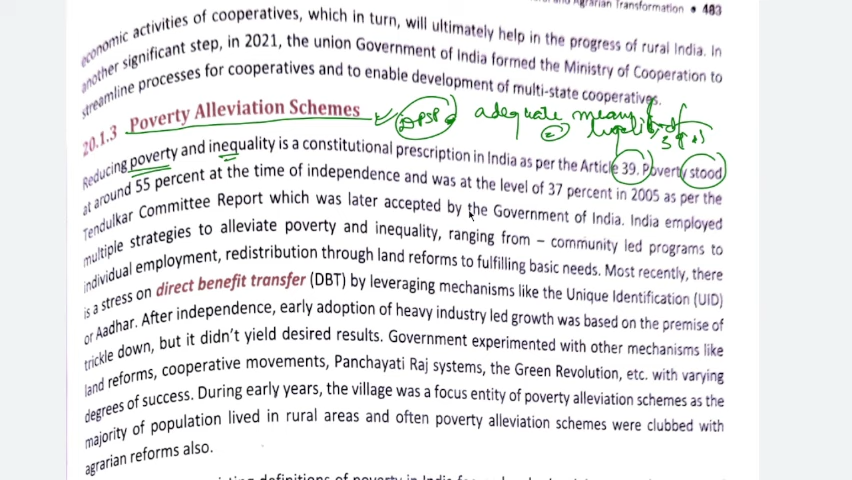 and Agrarian Transformation • 483
economic activities of cooperatives, which in turn, will ultimately help in the progress of rural India. In
another significant step, in 2021, the union Government of India formed the Ministry of Cooperation to
streamline processes for cooperatives and to enable development of multi-state cooperatives.
20.1.3 Poverty Alleviation Schemes
DPSP adequate means
Reducing poverty and inequality is a constitutional prescription in India as per the Article 39. Poverty stood
at around 55 percent at the time of independence and was at the level of 37 percent in 2005 as per the
Tendulkar Committee Report which was later accepted by the Government of India. India employed
multiple strategies to alleviate poverty and inequality, ranging from – community led programs to
individual employment, redistribution through land reforms to fulfilling basic needs. Most recently, there
is a stress on direct benefit transfer (DBT) by leveraging mechanisms like the Unique Identification (UID)
or Aadhar. After independence, early adoption of heavy industry led growth was based on the premise of
trickle down, but it didn't yield desired results. Government experimented with other mechanisms like
land reforms, cooperative movements, Panchayati Raj systems, the Green Revolution, etc. with varying
degrees of success. During early years, the village was a focus entity of poverty alleviation schemes as the
majority of population lived in rural areas and often poverty alleviation schemes were clubbed with
agrarian reforms also.
definitions of poverty in India